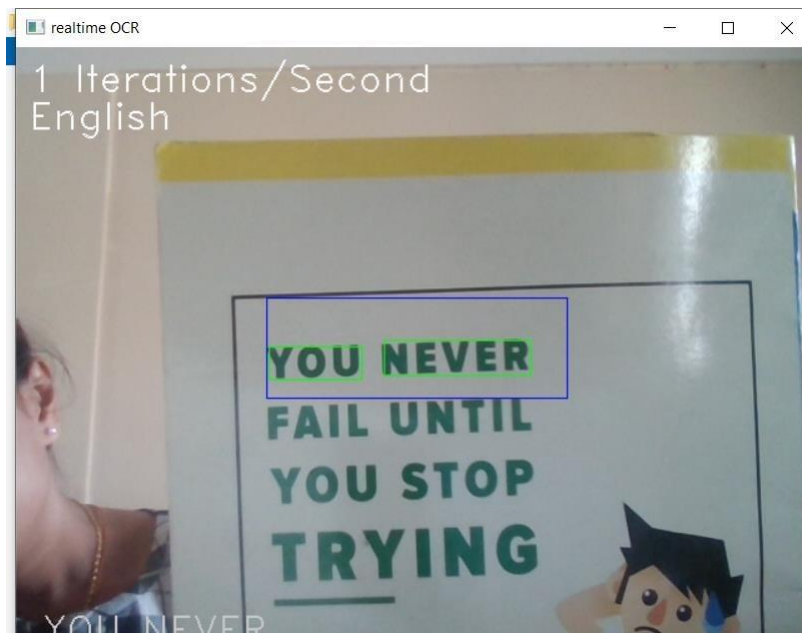 realtime OCR
1 Iterations/Second
English
YOU NEVER
FAIL UNTIL
YOU STOP
TRYING
YOU NEVER